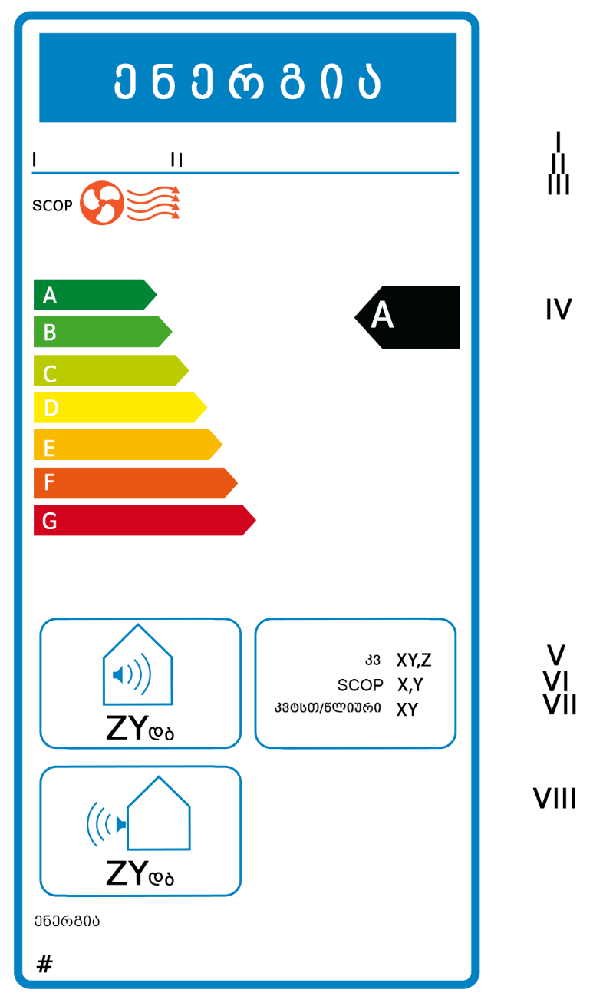 ენერგია
I II
I
II
III
SCOP
A
A
IV
B
C
D
E
F
G
კვ XY,Z
V
SCOP X,Y
VI
კვტსთ/წლიური XY
VII
ZYდბ
VIII
ZYდბ
ენერგია
#